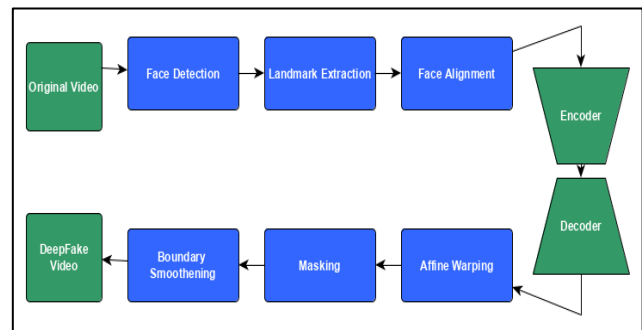 Original Video
Face Detection
Landmark Extraction
Face Alignment
Encoder
Decoder
DeepFake
Video
Boundary
Smoothening
Masking
Affine Warping